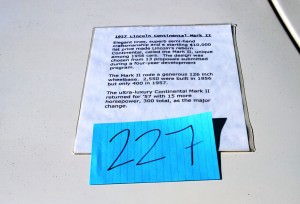 1957 Lincoln Continental Mark II
Elegant lines, superb semi-hand
craftsmanship and a startling $10,000
list price made Lincoln's reborn
Continental, called the Mark II, unique
among 1956 cars. The design was
chosen from 13 proposals submitted
during a four-year development
program.
The Mark II rode a generous 126 inch
wheelbase. 2,550 were built in 1956
but only 400 in 1957.
The ultra-luxury Continental Mark II
returned for '57 with 15 more
horsepower, 300 total, as the major
change.
227